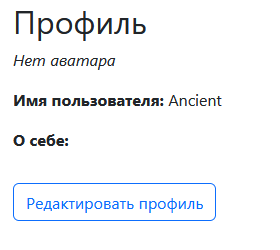 Профиль
Нет аватара
Имя пользователя: Ancient
О себе:
Редактировать профиль